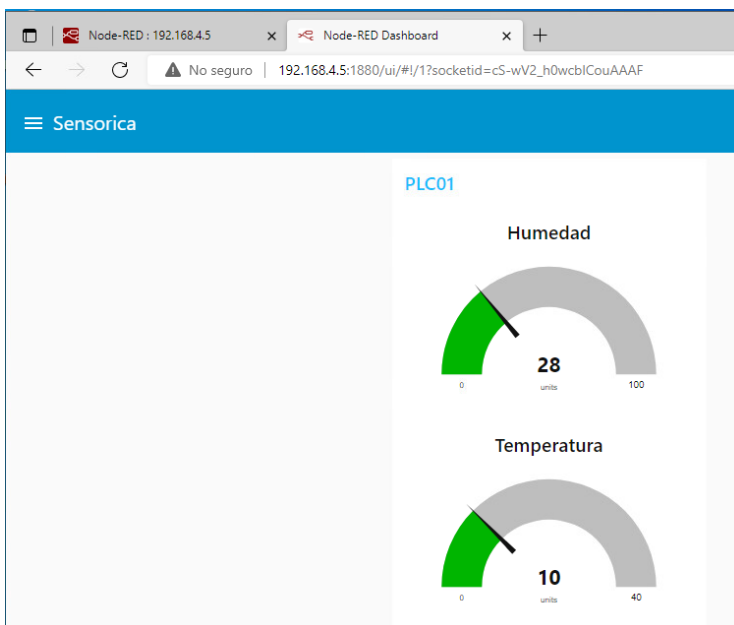 Node-RED : 192.168.4.5
Node-RED Dashboard
No seguro
192.168.4.5:1880/ui/#!/1?socketid=cS-wV2_h0wcbICouAAAF
Sensorica
PLC01
Humedad
28
units
0
100
Temperatura
10
units
0
40